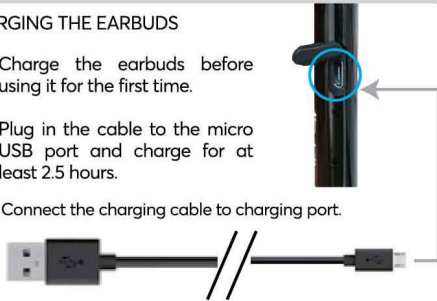 RGING THE EARBUDS
Charge the earbuds before
using it for the first time.
Plug in the cable to the micro
USB port and charge for at
least 2.5 hours.
Connect the charging cable to charging port.